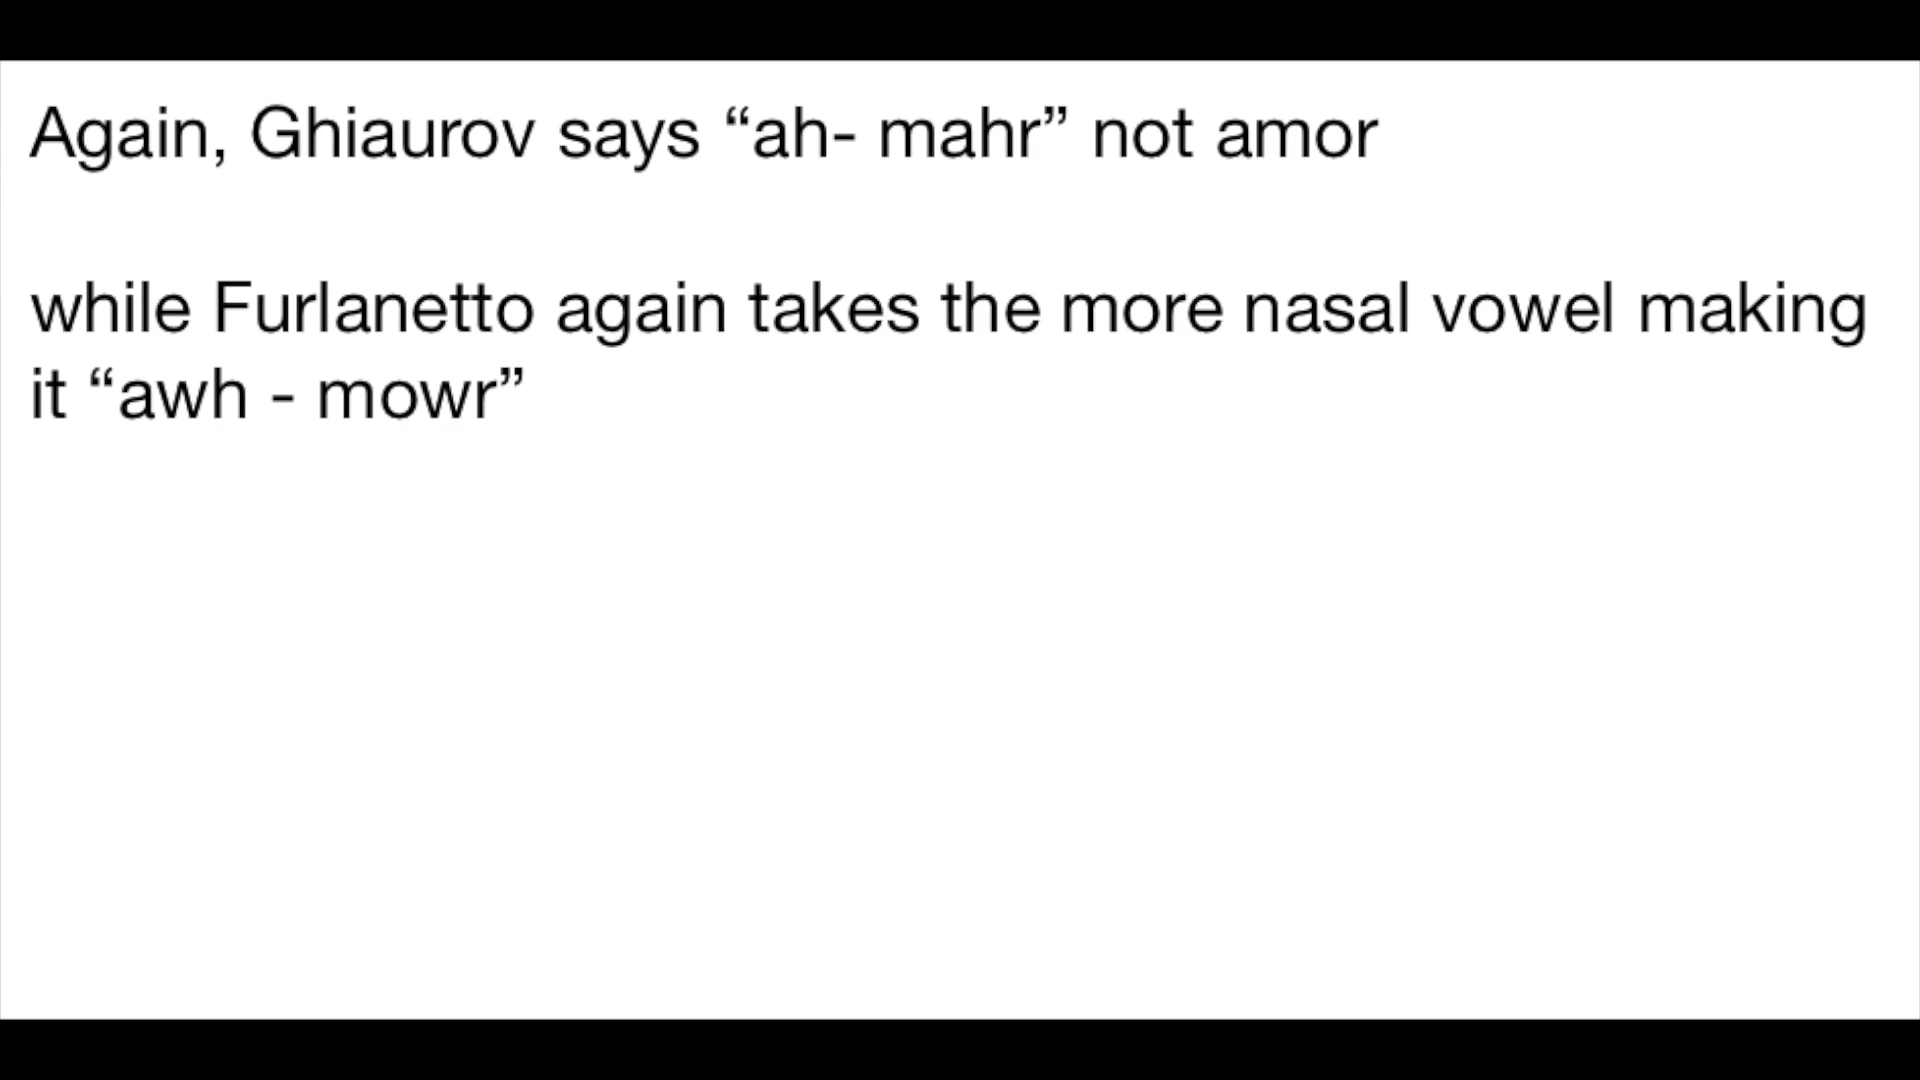 Again, Ghiaurov says “ah- mahr” not amor
while Furlanetto again takes the more nasal vowel making
it “awh - mowr”